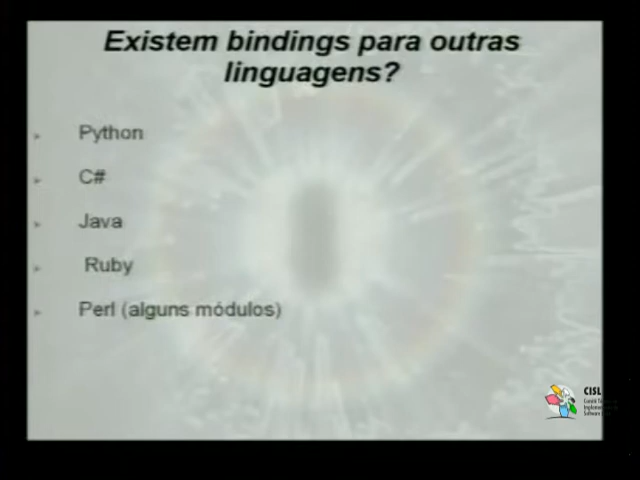 Existem bindings para outras
linguagens?
Python
C#
Java
Ruby
Perl (alguns módulos)
CISL